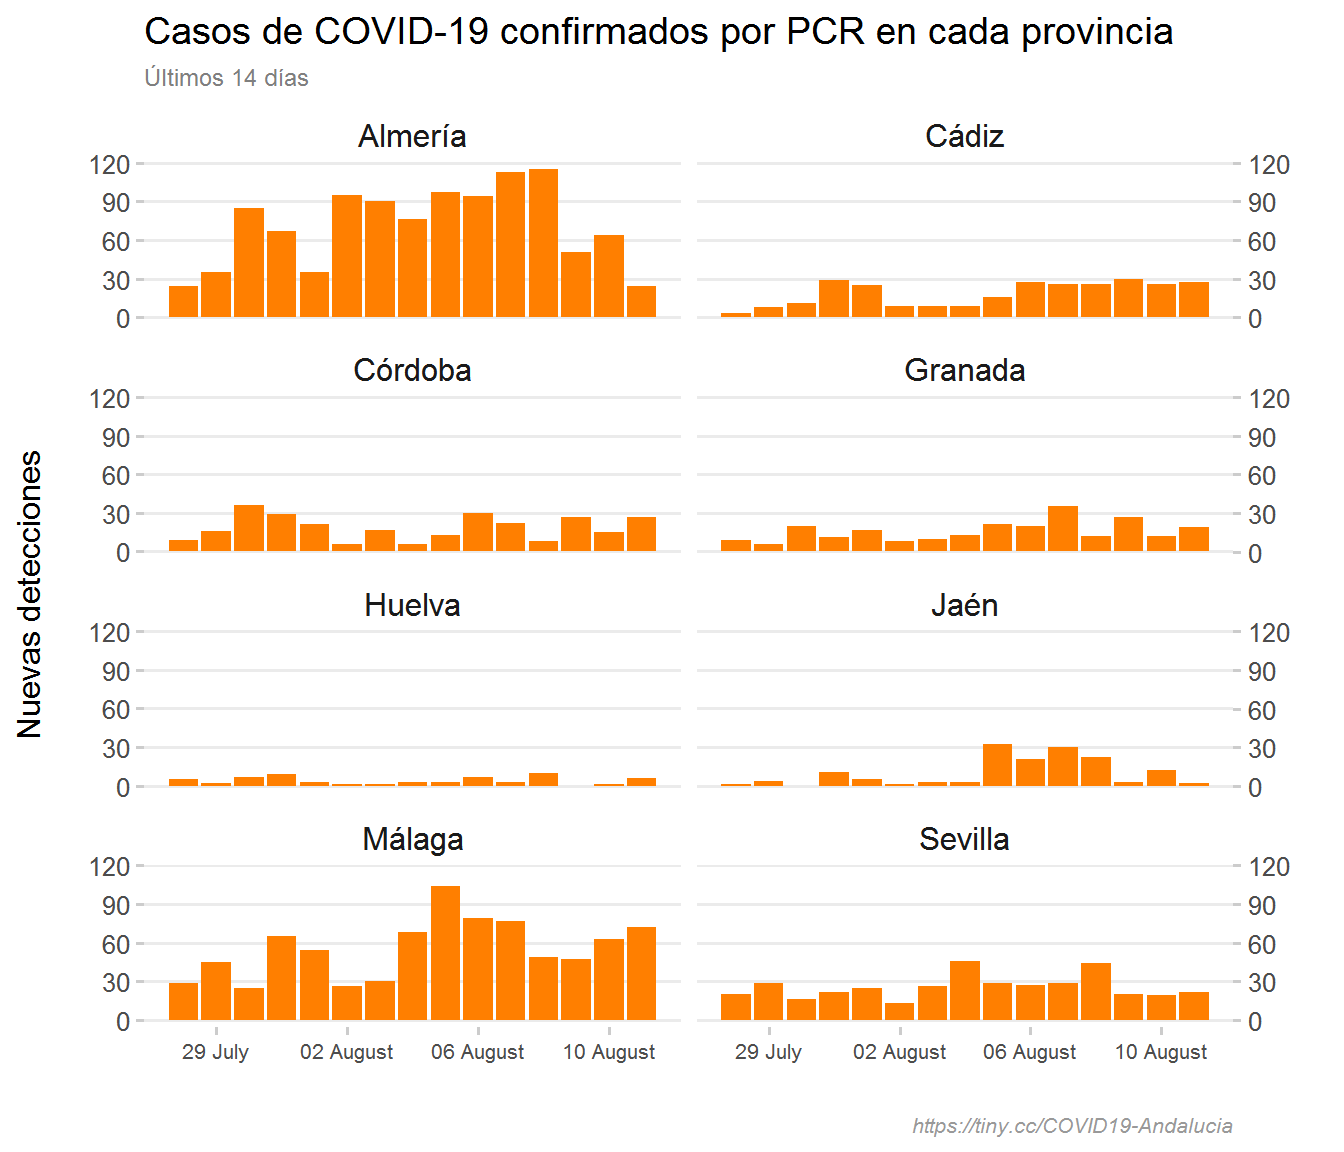 Casos de COVID-19 confirmados por PCR en cada provincia
Últimos 14 días
Almería
Cádiz
120
90
60
30
0
120
90
60
30
0
Córdoba
Granada
120
90
60
30
0
120
90
60
30
0
Huelva
Jaén
120
90
60
30
0
120
90
60
30
0
Málaga
Sevilla
120
90
60
30
0
120
90
60
30
0
Nuevas detecciones
29 July 02 August 06 August 10 August
29 July 02 August 06 August 10 August
https://tiny.cc/COVID19-Andalucia